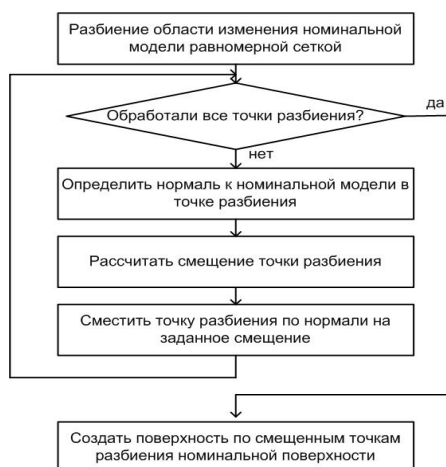 Разбиение области изменения номинальной
модели равномерной сеткой
Обработали все точки разбиения?
да
нет
Определить нормаль к номинальной модели в
точке разбиения
Рассчитать смещение точки разбиения
Сместить точку разбиения по нормали на
заданное смещение
Создать поверхность по смещенным точкам
разбиения номинальной поверхности